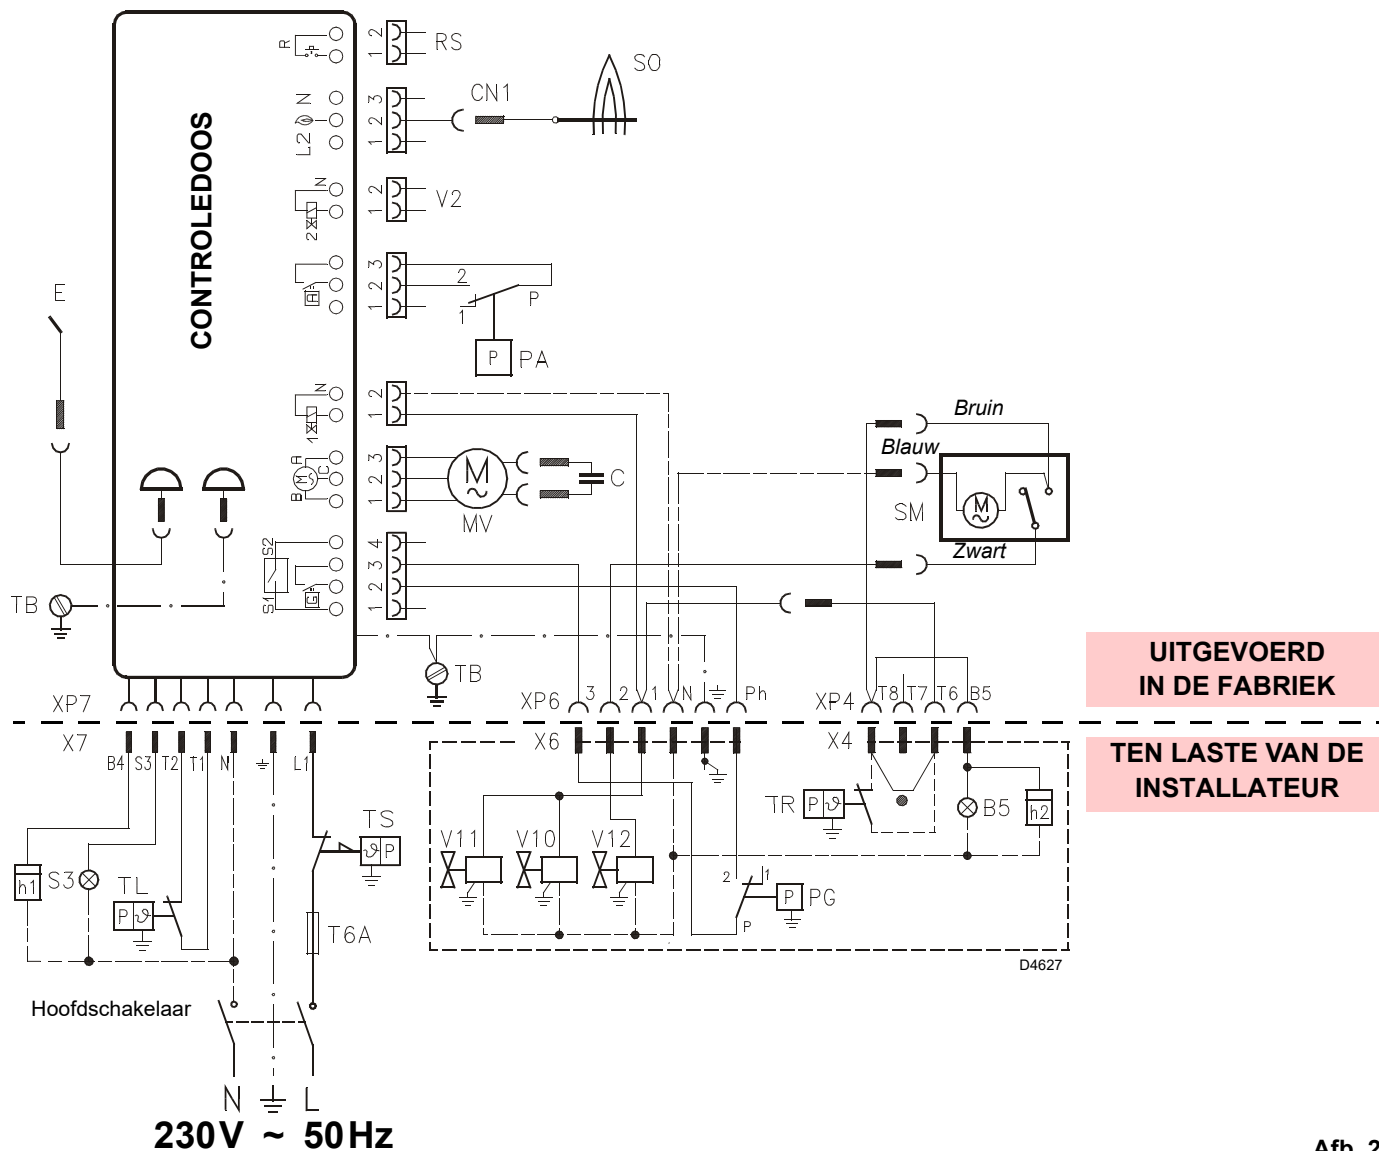 CONTROLEDOOS
R
2
1
RS
N
L2
3
2
1
CN1
SO
N
2
2
1
V2
A
3
2
1
2
1
P
P
PA
E
N
1
2
1
A
M
C
B
3
2
1
M
MV
C
S2
S1
G
4
3
2
1
TB
TB
Bruin
Blauw
SM
M
Zwart
UITGEVOERD
IN DE FABRIEK
TEN LASTE VAN DE
INSTALLATEUR
XP7
XP6
3
2
1
N
Ph
XP4
T8
T7
T6
B5
X7
B4
S3
T2
T1
N
L1
X6
X4
TR
P
B5
h2
TS
P
V11
V10
V12
2
1
P
P
PG
h1
S3
TL
P
T6A
D4627
Hoofdschakelaar
N
L
230V ~ 50Hz
Afb. 2